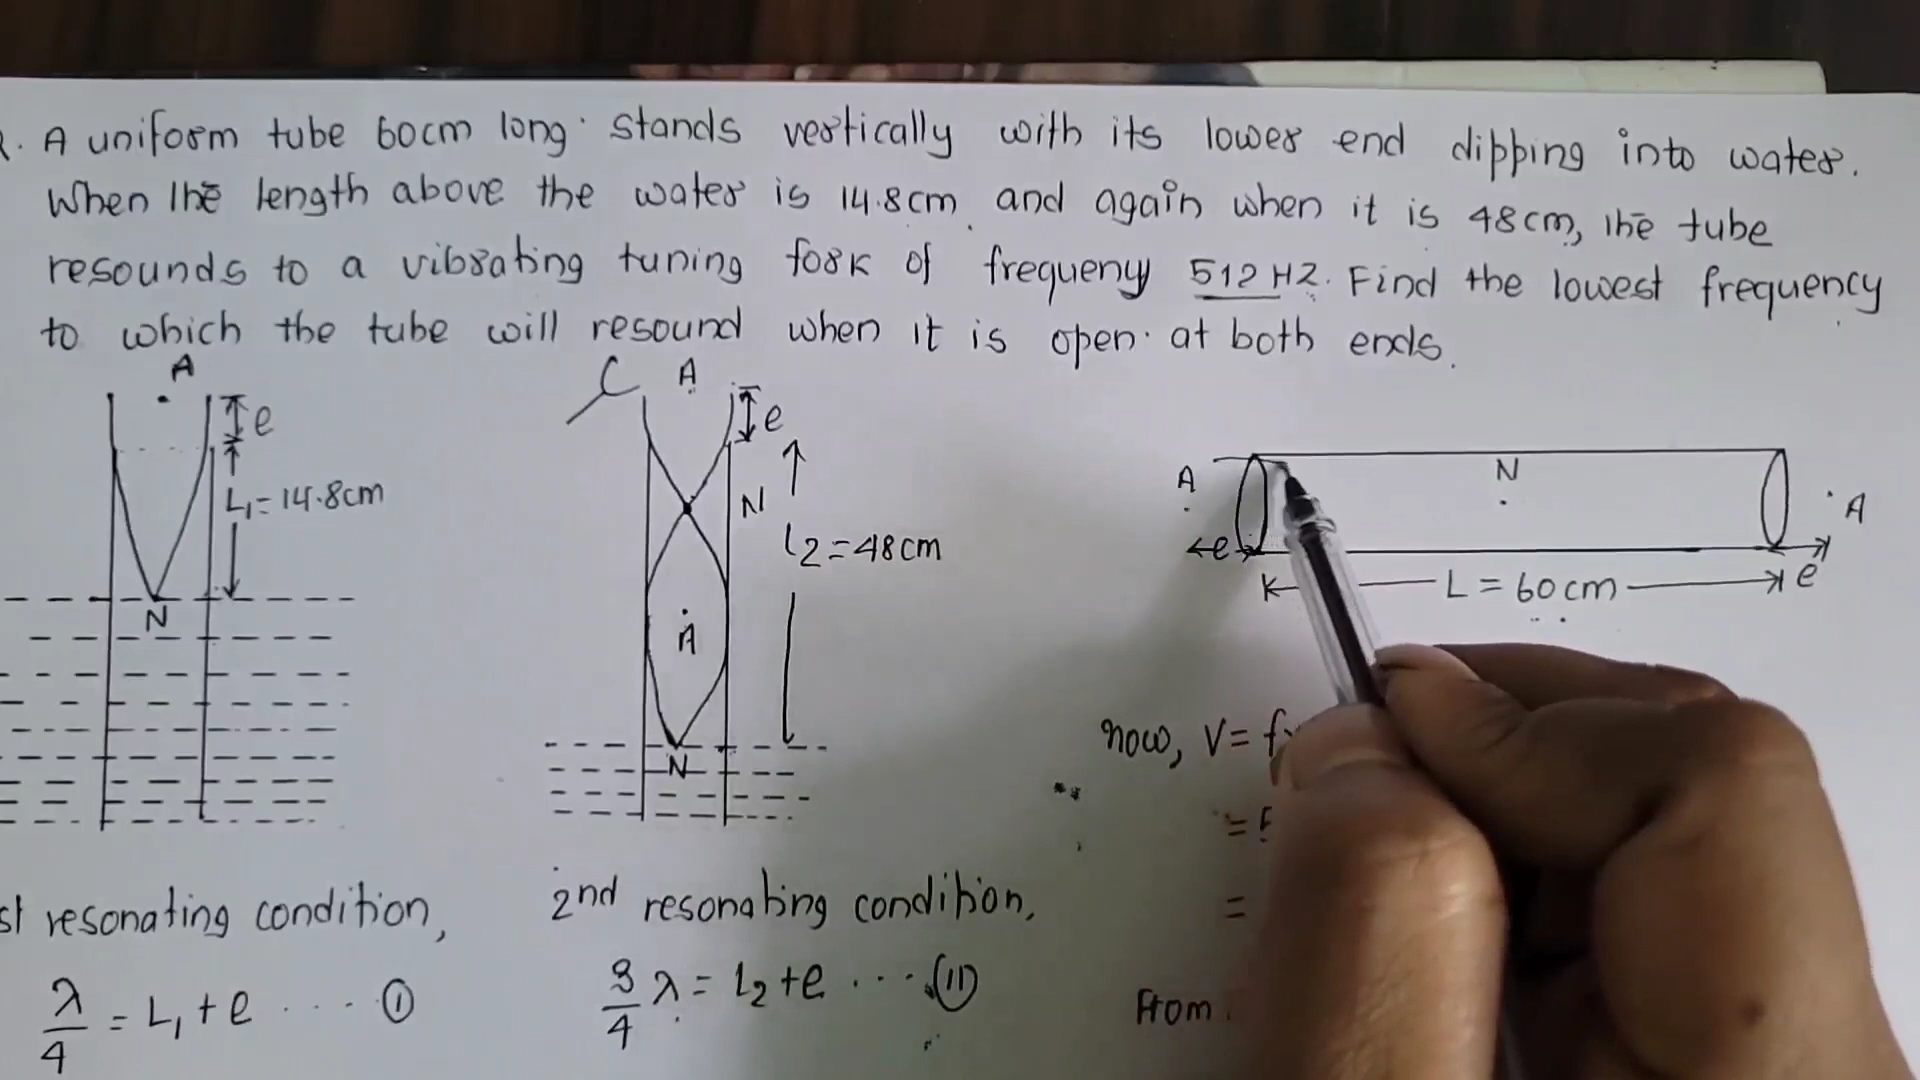 A uniform tube 60cm long stands vertically with its lower end dipping into water.
When the length above the water is 14.8cm and again when it is 48cm, the tube
resounds to a vibrating tuning fork of frequeny 512 HZ. Find the lowest frequency
to which the tube will resound when it is open at both ends.
A
e
L₁ = 14.8cm
N
A
e
N
l₂ = 48cm
A
N
A
N
A
e
e
L = 60cm
now, V = f
=
=
st resonating condition,
λ/4 = L₁ + e .... (1)
2nd resonating condition,
3/4 λ = L₂ + e .... (11)
From